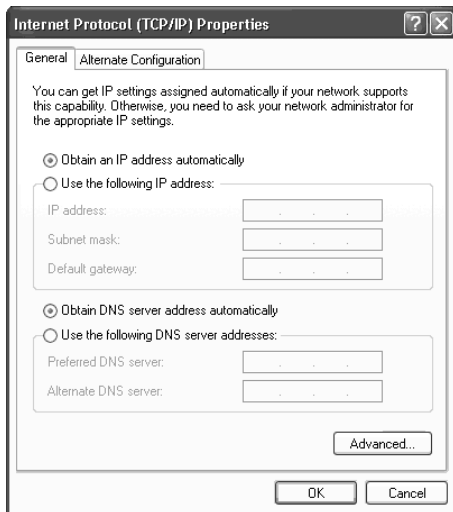 Internet Protocol (TCP/IP) Properties
General
Alternate Configuration
You can get IP settings assigned automatically if your network supports
this capability. Otherwise, you need to ask your network administrator for
the appropriate IP settings.
Obtain an IP address automatically
Use the following IP address:
IP address:
Subnet mask:
Default gateway:
Obtain DNS server address automatically
Use the following DNS server addresses:
Preferred DNS server:
Alternate DNS server:
Advanced...
OK
Cancel